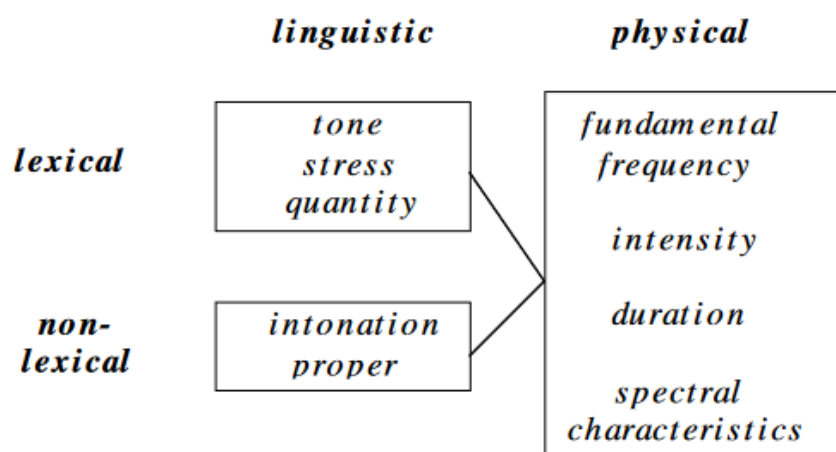 linguistic
physical
lexical
tone
stress
quantity
non-
lexical
intonation
proper
fundamental
frequency
intensity
duration
spectral
characteristics